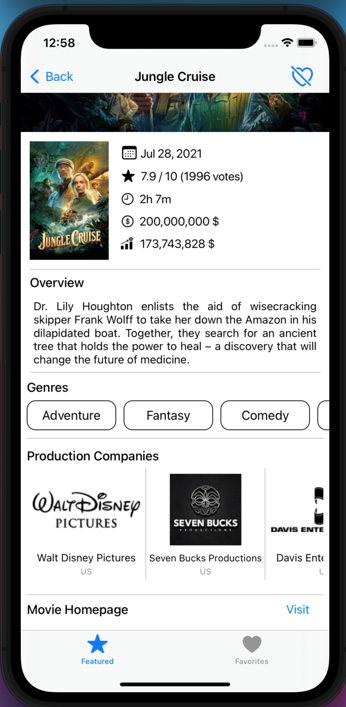 12:58
Back
Jungle Cruise
JUNGLE CRUISE
Jul 28, 2021
7.9 / 10 (1996 votes)
2h 7m
200,000,000 $
173,743,828 $
Overview
Dr. Lily Houghton enlists the aid of wisecracking
skipper Frank Wolff to take her down the Amazon in his
dilapidated boat. Together, they search for an ancient
tree that holds the power to heal – a discovery that will
change the future of medicine.
Genres
Adventure
Fantasy
Comedy
Production Companies
WALT DISNEY
PICTURES
SEVEN BUCKS
PRODUCTIONS
DAVIS ENTE
Walt Disney Pictures
Seven Bucks Productions
Davis Ente
US
US
Movie Homepage
Visit
Featured
Favorites